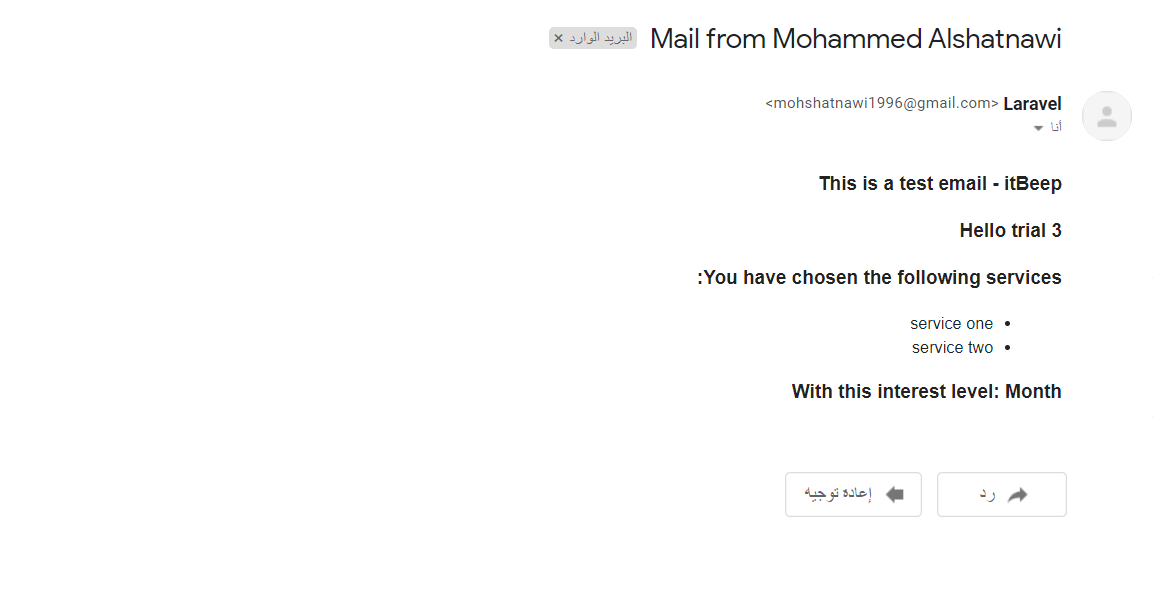 Mail from Mohammed Alshatnawi البريد الوارد ×
Laravel <mohshatnawi1996@gmail.com>
أنا
This is a test email - itBeep
Hello trial 3
:You have chosen the following services
• service one
• service two
With this interest level: Month
رد
إعادة توجيه